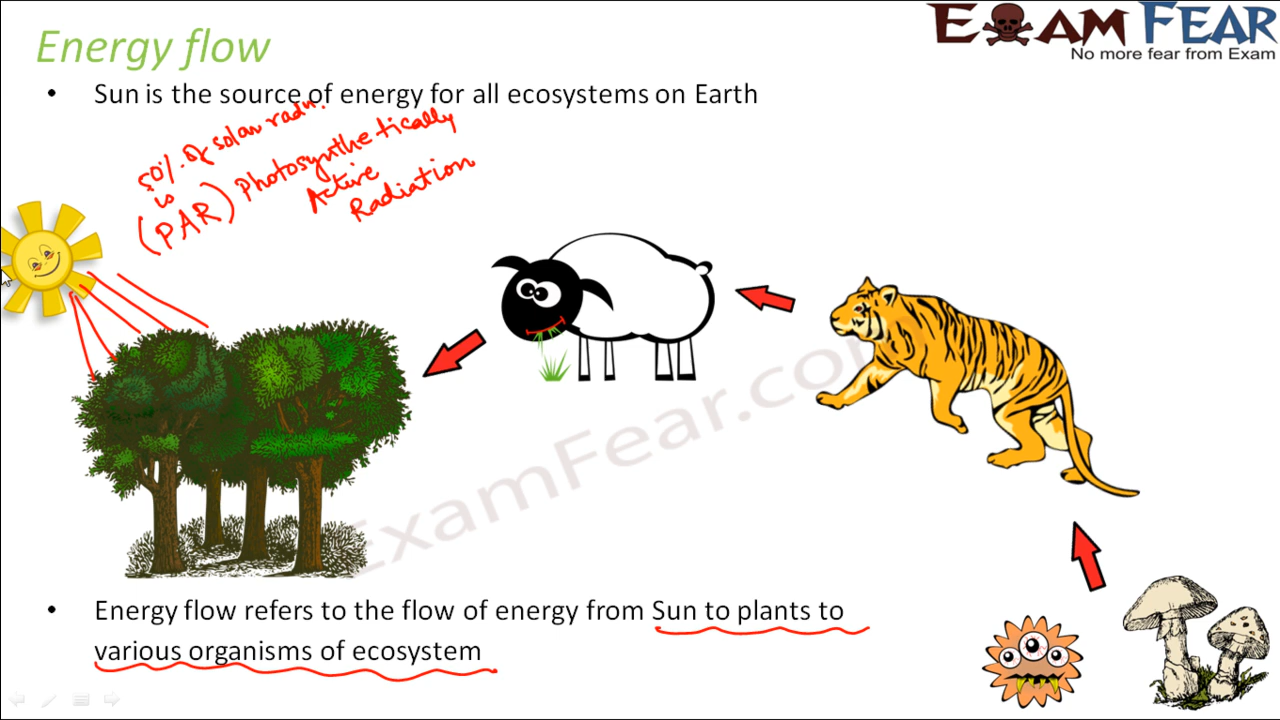 Energy flow
EXAM FEAR
No more fear from Exam
• Sun is the source of energy for all ecosystems on Earth
50% of solar radn.
is
(PAR) Photosynthetically
Active
Radiation
ExamFear.com
• Energy flow refers to the flow of energy from Sun to plants to
various organisms of ecosystem